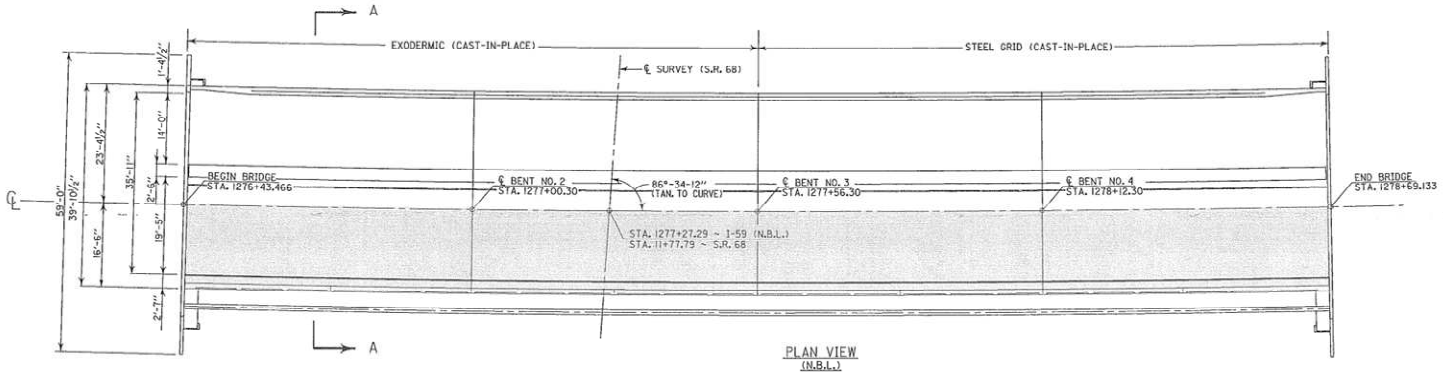 A
EXODERMIC (CAST-IN-PLACE)
STEEL GRID (CAST-IN-PLACE)
℄ SURVEY (S.R. 68)
1'-4½"
14'-0"
23'-4½"
35'-11"
39'-10½"
59'-0"
2'-6"
19'-5"
16'-6"
2'-7"
BEGIN BRIDGE
STA. 1276+43.466
℄ BENT NO. 2
STA. 1277+00.30
86°-34'-12"
(TAN. TO CURVE)
℄ BENT NO. 3
STA. 1277+56.30
℄ BENT NO. 4
STA. 1278+12.30
END BRIDGE
STA. 1278+69.133
℄
STA. 1277+27.29 ~ I-59 (N.B.L.)
STA. 11+77.79 ~ S.R. 68
A
PLAN VIEW
(N.B.L.)